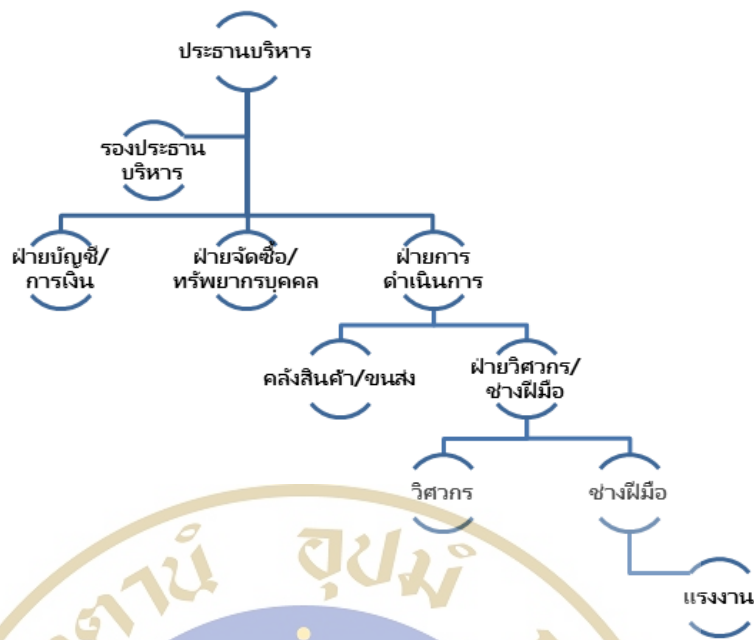 ประธานบริหาร
รองประธาน
บริหาร
ฝ่ายบัญชี/
การเงิน
ฝ่ายจัดซื้อ/
ทรัพยากรบุคคล
ฝ่ายการ
ดำเนินการ
คลังสินค้า/ขนส่ง
ฝ่ายวิศวกร/
ช่างฝีมือ
วิศวกร
ช่างฝีมือ
แรงงาน
อุปมํ